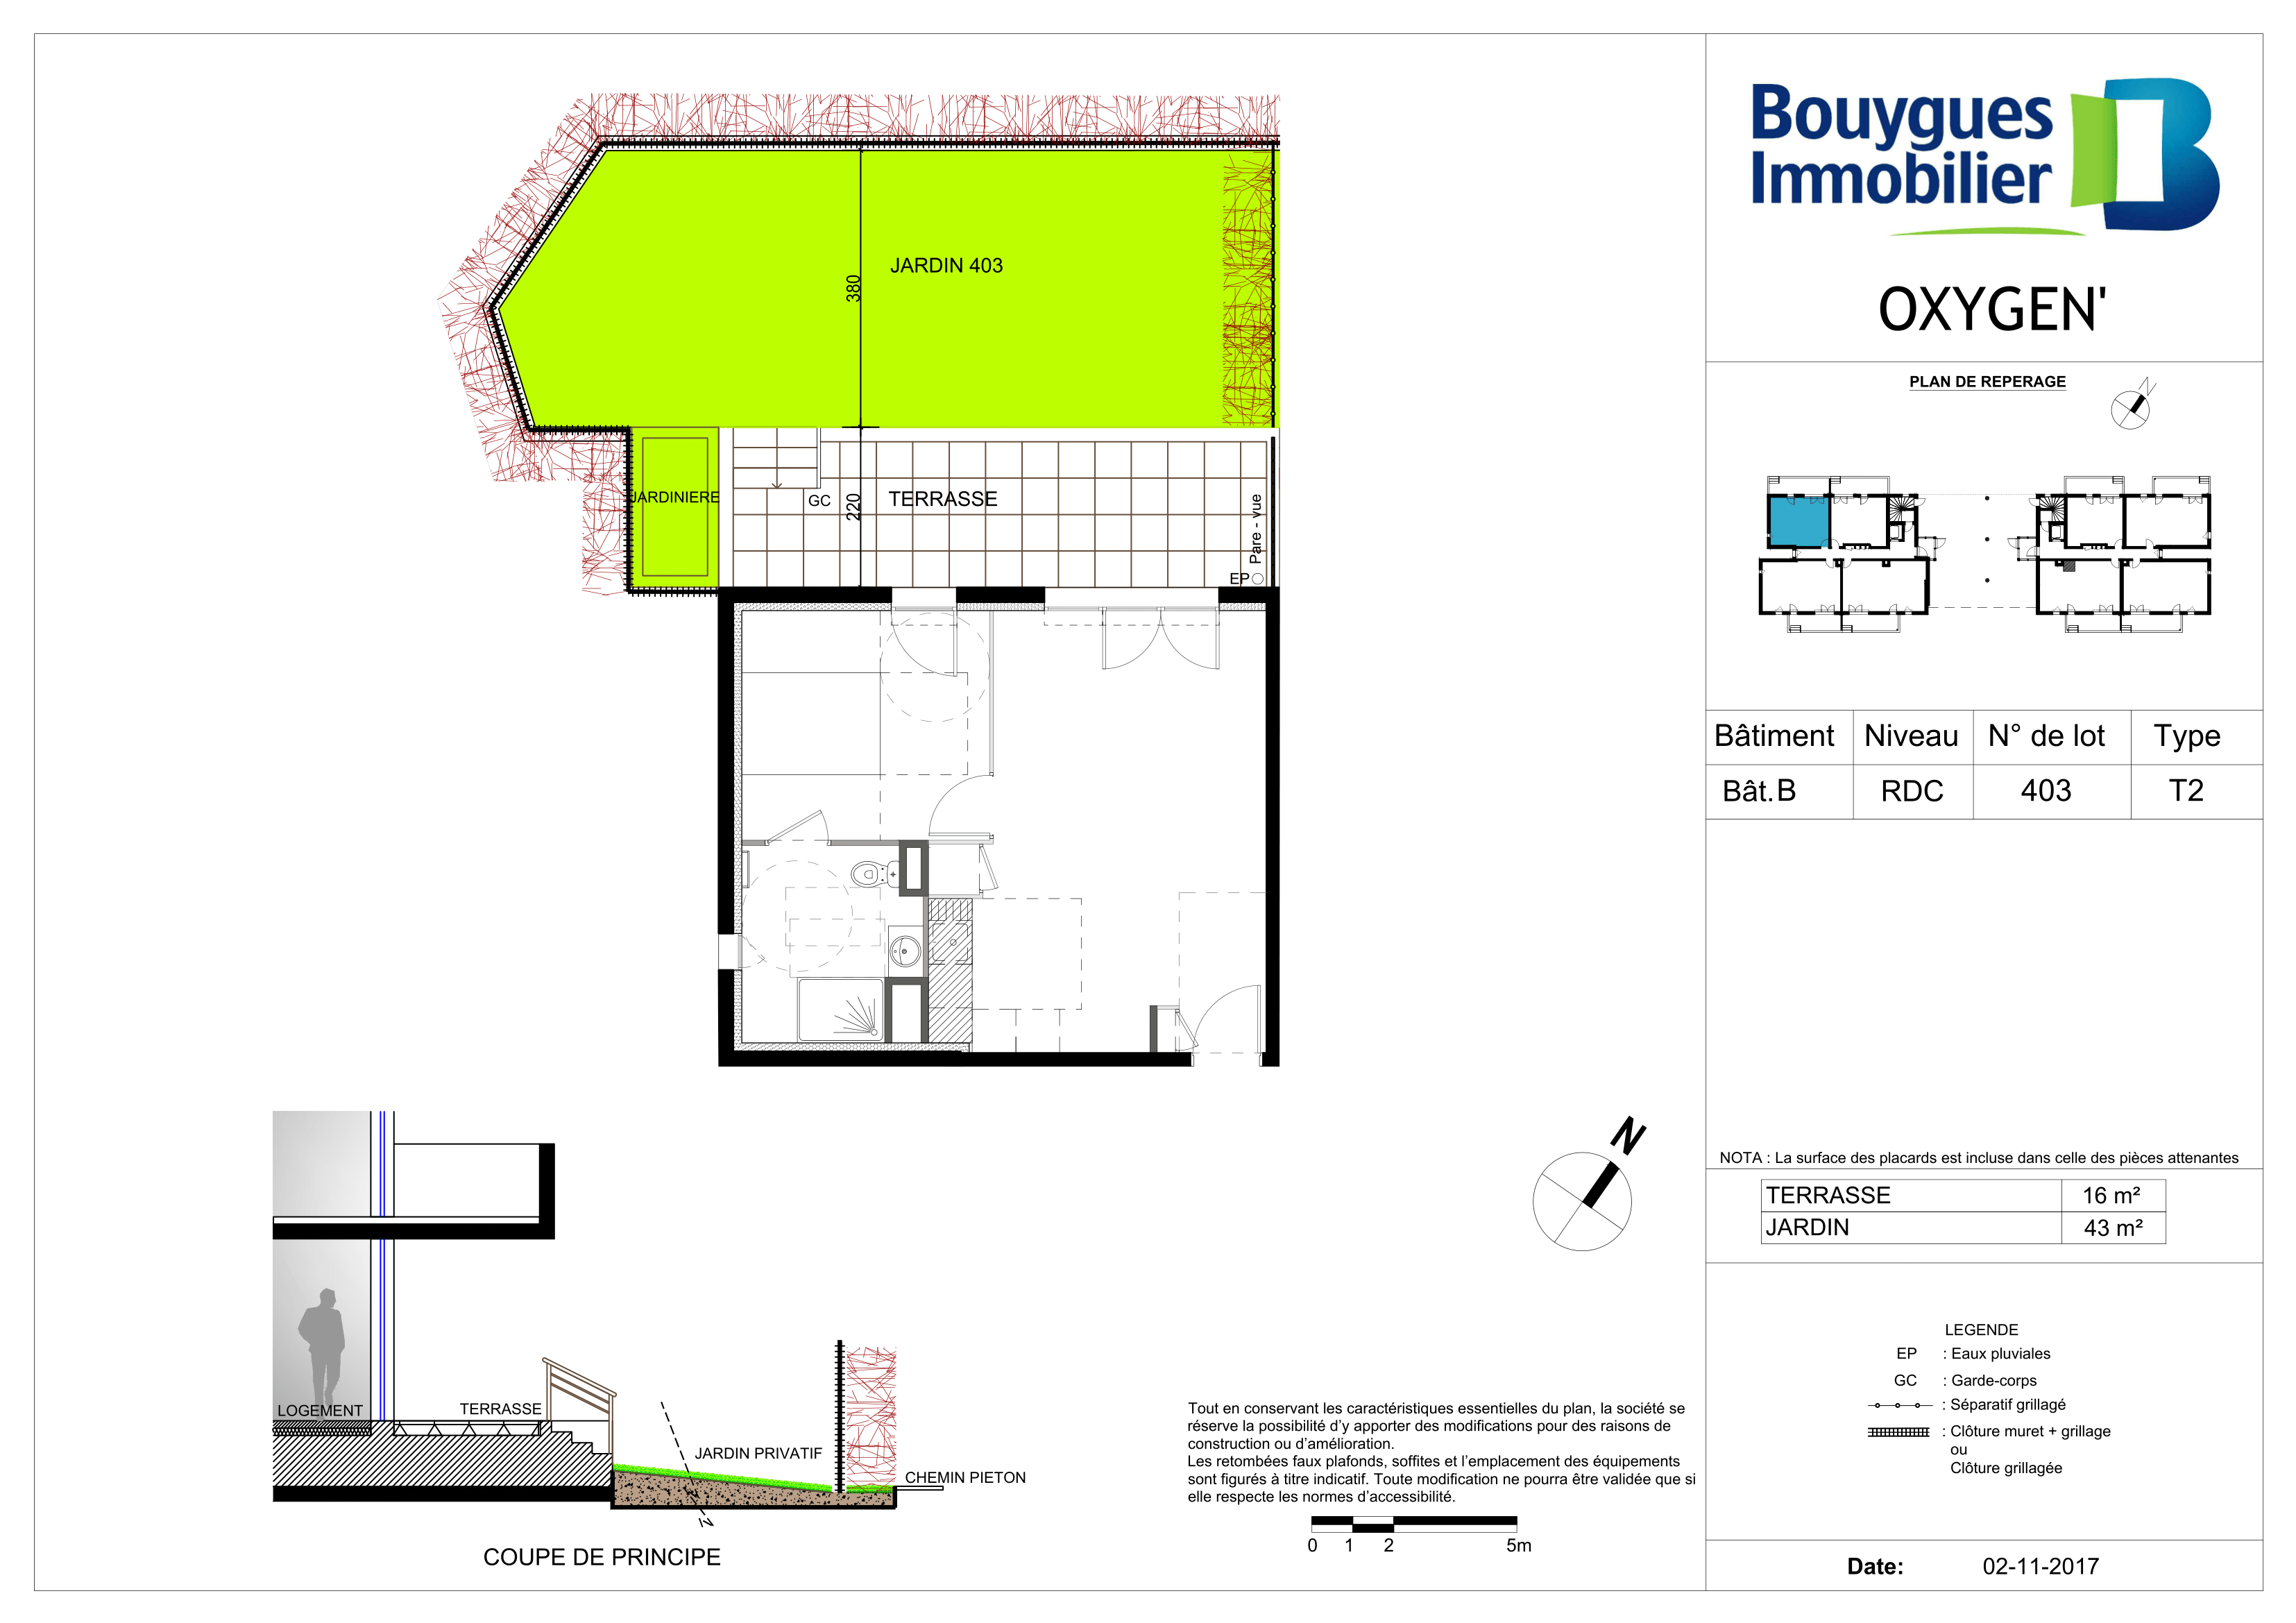 JARDIN 403
380
JARDINIERE
GC
220
TERRASSE
Pare - vue
EP
LOGEMENT
TERRASSE
JARDIN PRIVATIF
CHEMIN PIETON
N
COUPE DE PRINCIPE
N
Tout en conservant les caractéristiques essentielles du plan, la société se
réserve la possibilité d'y apporter des modifications pour des raisons de
construction ou d'amélioration.
Les retombées faux plafonds, soffites et l'emplacement des équipements
sont figurés à titre indicatif. Toute modification ne pourra être validée que si
elle respecte les normes d'accessibilité.
0 1 2 5m
Bouygues
Immobilier
OXYGEN'
PLAN DE REPERAGE
N
Bâtiment Niveau N° de lot Type
Bât.B RDC 403 T2
NOTA : La surface des placards est incluse dans celle des pièces attenantes
TERRASSE 16 m²
JARDIN 43 m²
LEGENDE
EP : Eaux pluviales
GC : Garde-corps
: Séparatif grillagé
: Clôture muret + grillage
ou
Clôture grillagée
Date: 02-11-2017